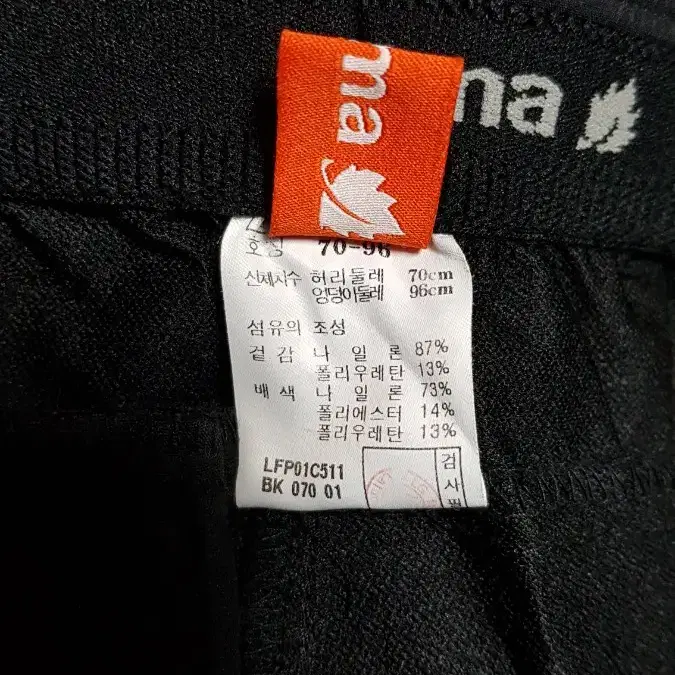 ma
na
호칭 70-96
신체치수 허리둘레 70cm
엉덩이둘레 96cm
섬유의 조성
겉감 나일론 87%
폴리우레탄 13%
배색 나일론 73%
폴리에스터 14%
폴리우레탄 13%
LFP01C511
BK 070 01
검사필